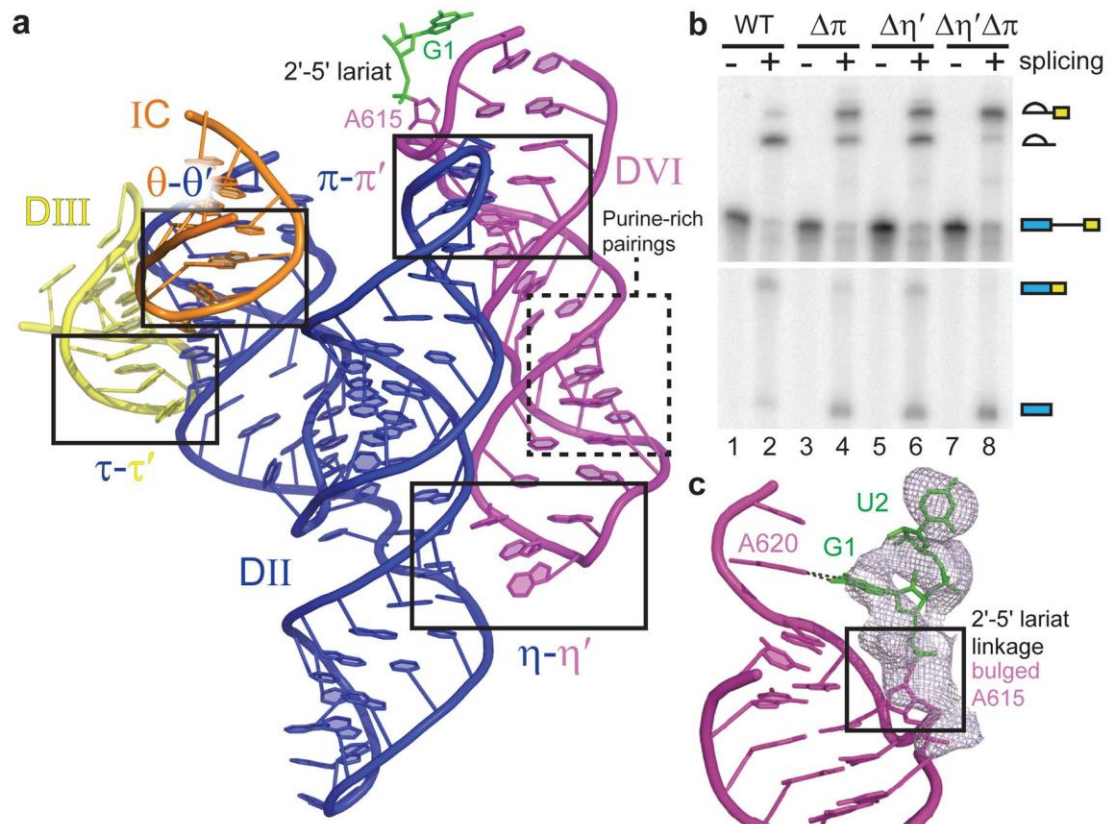 a
G1
2'-5' lariat
A615
IC
θ-θ′
π-π′
DVI
DIII
Purine-rich
pairings
τ-τ′
DII
η-η′
b
WT Δπ Δη′ Δη′Δπ
- + - + - + - + splicing
1 2 3 4 5 6 7 8
c
U2
A620 G1
2'-5' lariat
linkage
bulged
A615